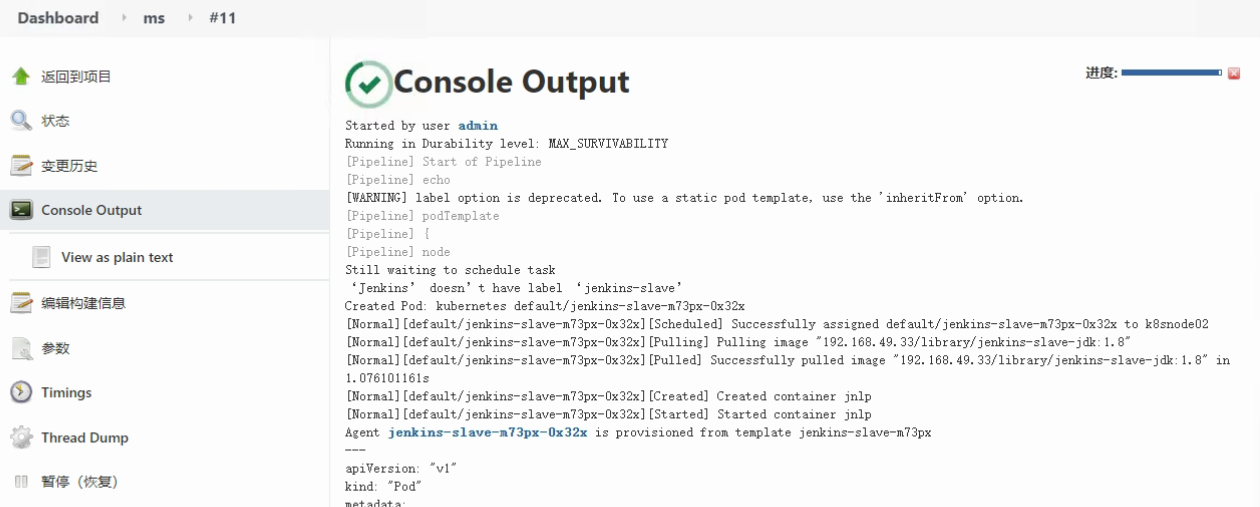 Dashboard ms #11
返回到项目
状态
变更历史
Console Output
View as plain text
编辑构建信息
参数
Timings
Thread Dump
暂停（恢复）
Console Output
进度:
Started by user admin
Running in Durability level: MAX_SURVIVABILITY
[Pipeline] Start of Pipeline
[Pipeline] echo
[WARNING] label option is deprecated. To use a static pod template, use the 'inheritFrom' option.
[Pipeline] podTemplate
[Pipeline] {
[Pipeline] node
Still waiting to schedule task
‘Jenkins’ doesn’t have label ‘jenkins-slave’
Created Pod: kubernetes default/jenkins-slave-m73px-0x32x
[Normal][default/jenkins-slave-m73px-0x32x][Scheduled] Successfully assigned default/jenkins-slave-m73px-0x32x to k8snode02
[Normal][default/jenkins-slave-m73px-0x32x][Pulling] Pulling image "192.168.49.33/library/jenkins-slave-jdk:1.8"
[Normal][default/jenkins-slave-m73px-0x32x][Pulled] Successfully pulled image "192.168.49.33/library/jenkins-slave-jdk:1.8" in
1.076101161s
[Normal][default/jenkins-slave-m73px-0x32x][Created] Created container jnlp
[Normal][default/jenkins-slave-m73px-0x32x][Started] Started container jnlp
Agent jenkins-slave-m73px-0x32x is provisioned from template jenkins-slave-m73px
---
apiVersion: "v1"
kind: "Pod"
metadata: